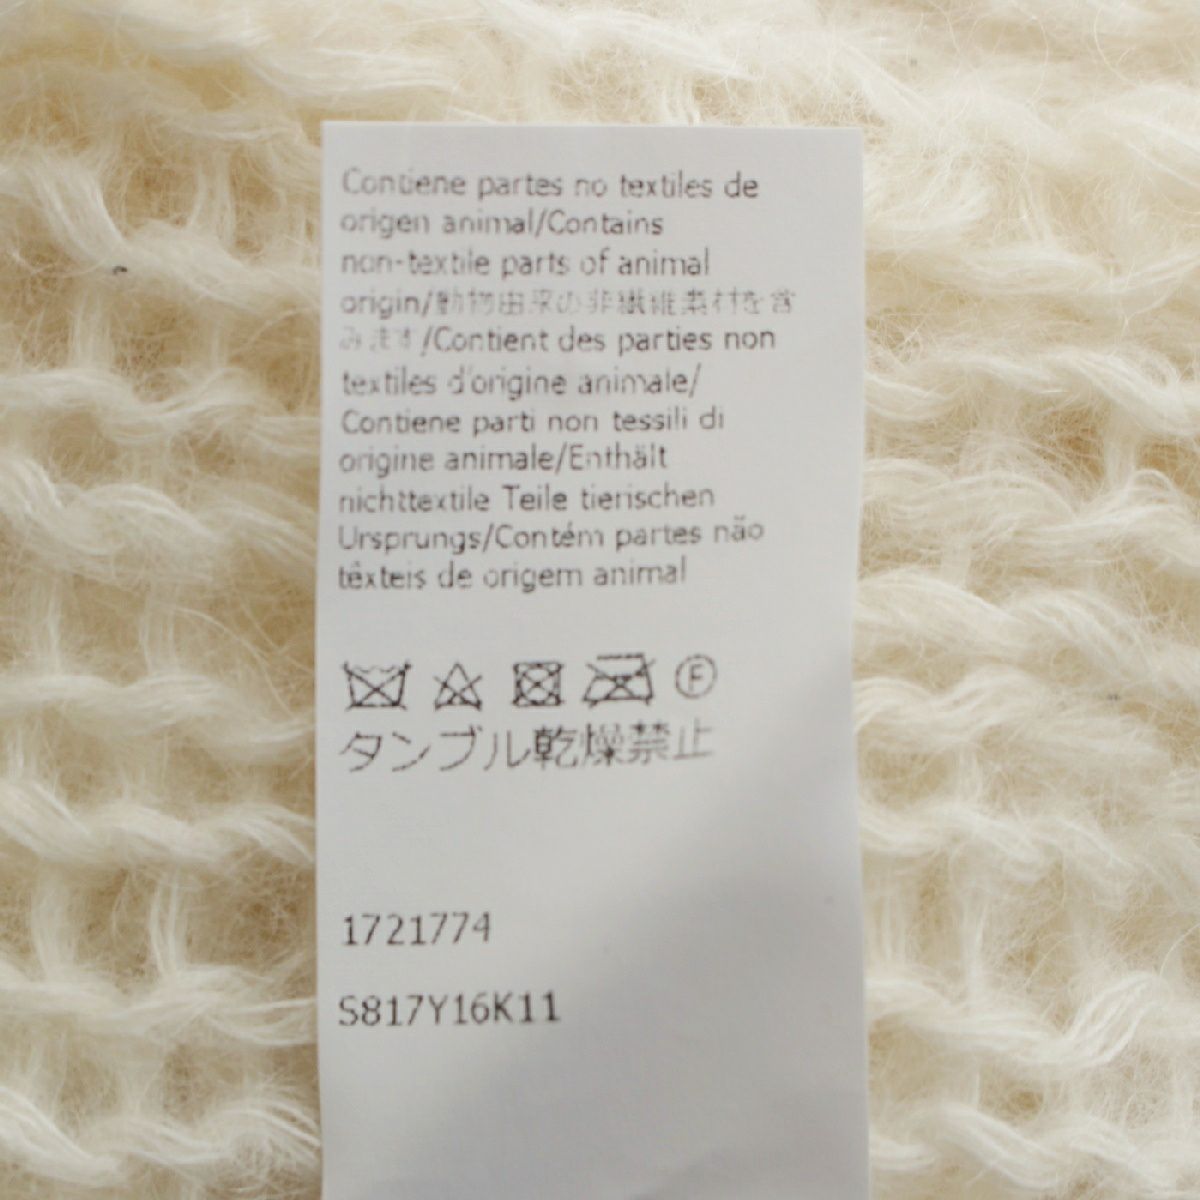 Contiene partes no textiles de
origen animal/Contains
non-textile parts of animal
origin/動物由来の非繊維素材を含
みます/Contient des parties non
textiles d'origine animale/
Contiene parti non tessili di
origine animale/Enthält
nichttextile Teile tierischen
Ursprungs/Contém partes não
têxteis de origem animal
F
タンブル乾燥禁止
1721774
S817Y16K11